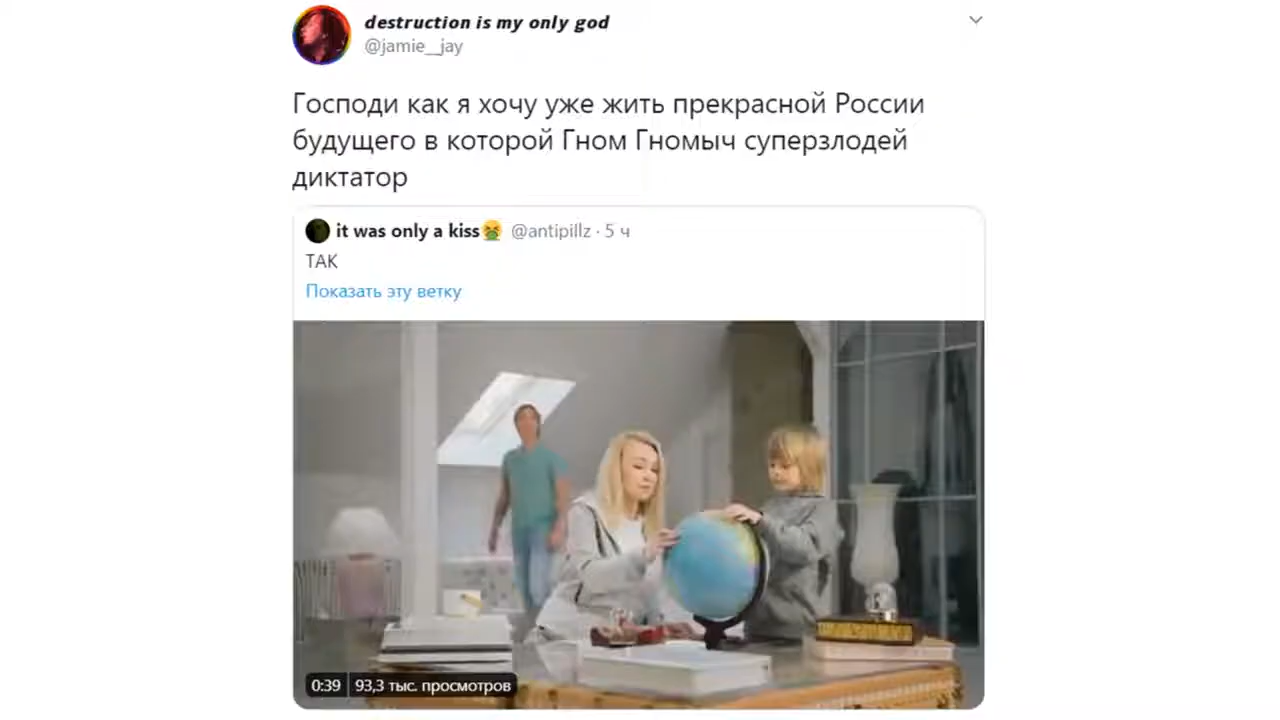 destruction is my only god
@jamie__jay
Господи как я хочу уже жить прекрасной России
будущего в которой Гном Гномыч суперзлодей
диктатор
it was only a kiss🤮 @antipillz · 5 ч
ТАК
Показать эту ветку
0:39 93,3 тыс. просмотров